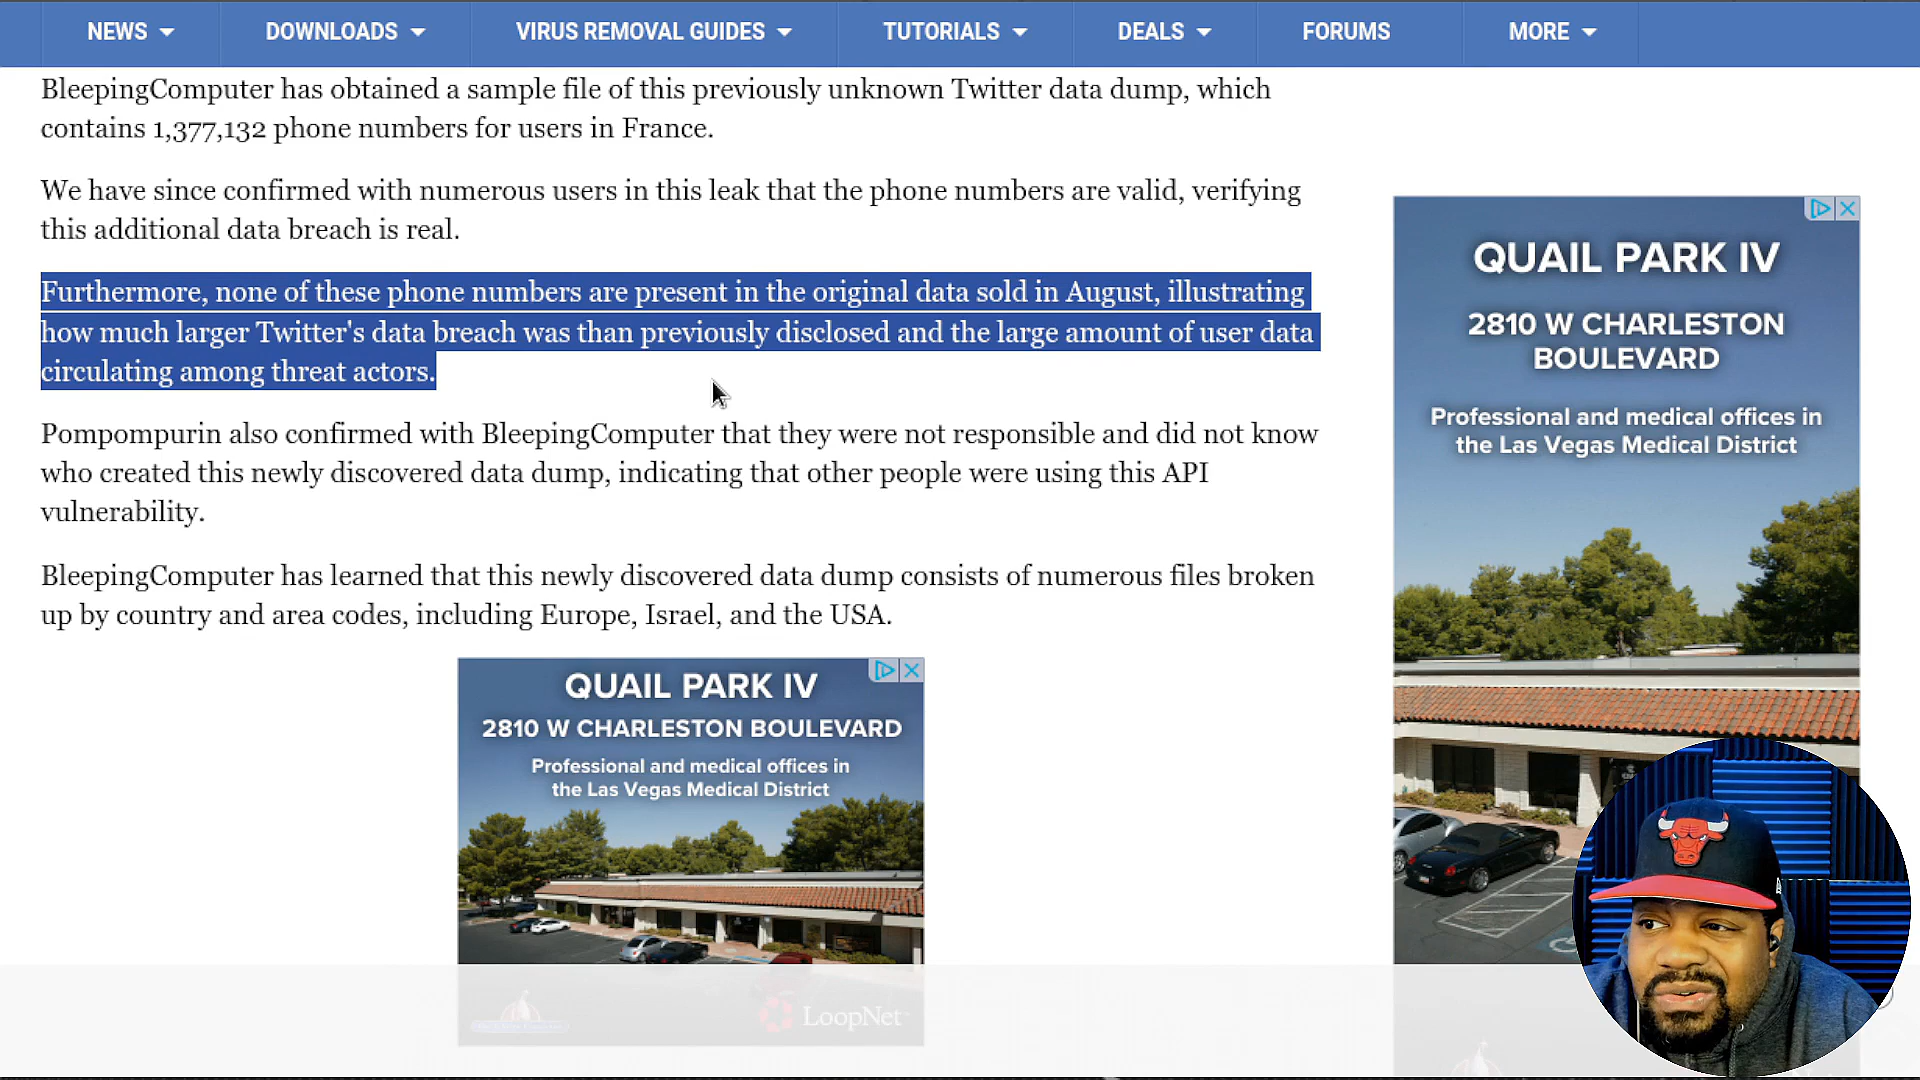 NEWS
DOWNLOADS
VIRUS REMOVAL GUIDES
TUTORIALS
DEALS
FORUMS
MORE
BleepingComputer has obtained a sample file of this previously unknown Twitter data dump, which
contains 1,377,132 phone numbers for users in France.
We have since confirmed with numerous users in this leak that the phone numbers are valid, verifying
this additional data breach is real.
Furthermore, none of these phone numbers are present in the original data sold in August, illustrating
how much larger Twitter's data breach was than previously disclosed and the large amount of user data
circulating among threat actors.
Pompompurin also confirmed with BleepingComputer that they were not responsible and did not know
who created this newly discovered data dump, indicating that other people were using this API
vulnerability.
BleepingComputer has learned that this newly discovered data dump consists of numerous files broken
up by country and area codes, including Europe, Israel, and the USA.
QUAIL PARK IV
2810 W CHARLESTON BOULEVARD
Professional and medical offices in
the Las Vegas Medical District
LoopNet
QUAIL PARK IV
2810 W CHARLESTON
BOULEVARD
Professional and medical offices in
the Las Vegas Medical District